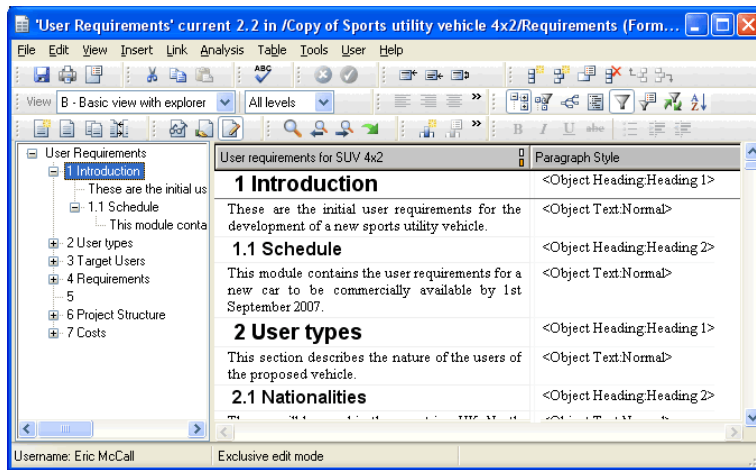 'User Requirements' current 2.2 in /Copy of Sports utility vehicle 4x2/Requirements (Form...
File Edit View Insert Link Analysis Table Tools User Help
ABC
View B - Basic view with explorer All levels
B I U abc
User Requirements
1 Introduction
These are the initial us
1.1 Schedule
This module conta
2 User types
3 Target Users
4 Requirements
5
6 Project Structure
7 Costs
User requirements for SUV 4x2 Paragraph Style
1 Introduction <Object Heading:Heading 1>
These are the initial user requirements for the <Object Text:Normal>
development of a new sports utility vehicle.
1.1 Schedule <Object Heading:Heading 2>
This module contains the user requirements for a <Object Text:Normal>
new car to be commercially available by 1st
September 2007.
2 User types <Object Heading:Heading 1>
This section describes the nature of the users of <Object Text:Normal>
the proposed vehicle.
2.1 Nationalities <Object Heading:Heading 2>
Username: Eric McCall Exclusive edit mode